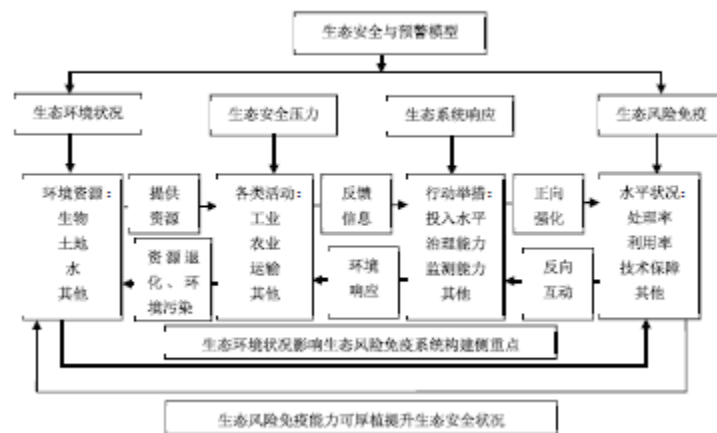 生态安全与预警模型
生态环境状况
生态安全压力
生态系统响应
生态风险免疫
环境资源：
生物
土地
水
其他
提供
资源
资源退
化、环
境污染
各类活动：
工业
农业
运输
其他
反馈
信息
环境
响应
行动举措：
投入水平
治理能力
监测能力
其他
正向
强化
反向
互动
水平状况：
处理率
利用率
技术保障
其他
生态环境状况影响生态风险免疫系统构建侧重点
生态风险免疫能力可厚植提升生态安全状况